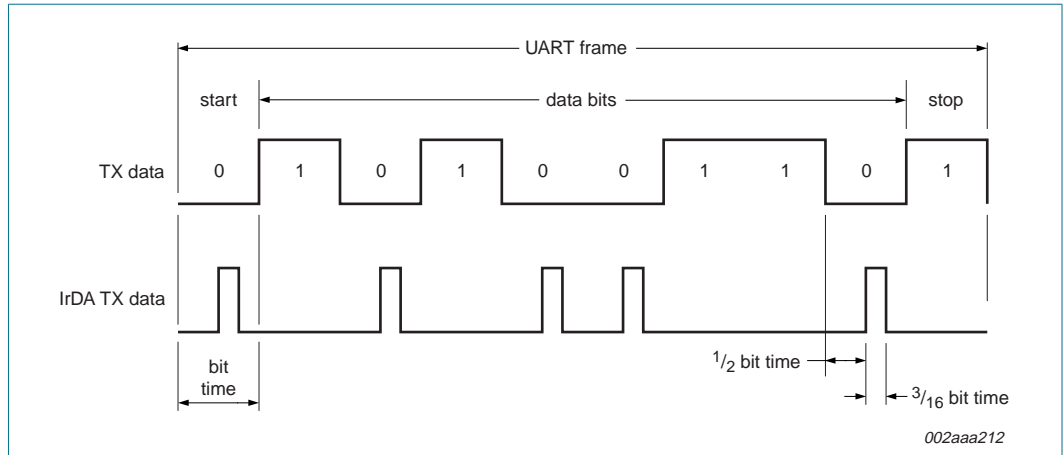 UART frame
start data bits stop
TX data 0 1 0 1 0 0 1 1 0 1
IrDA TX data
bit
time
1/2 bit time
3/16 bit time
002aaa212